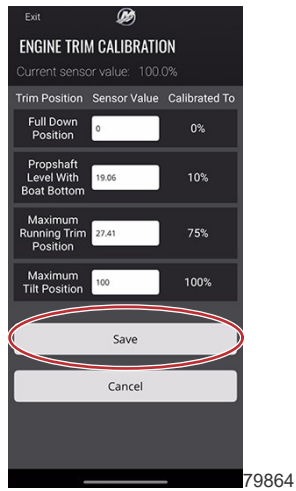 Exit
ENGINE TRIM CALIBRATION
Current sensor value: 100.0%
Trim Position Sensor Value Calibrated To
Full Down
Position
0
0%
Propshaft
Level With
Boat Bottom
19.06
10%
Maximum
Running Trim
Position
27.41
75%
Maximum
Tilt Position
100
100%
Save
Cancel
79864